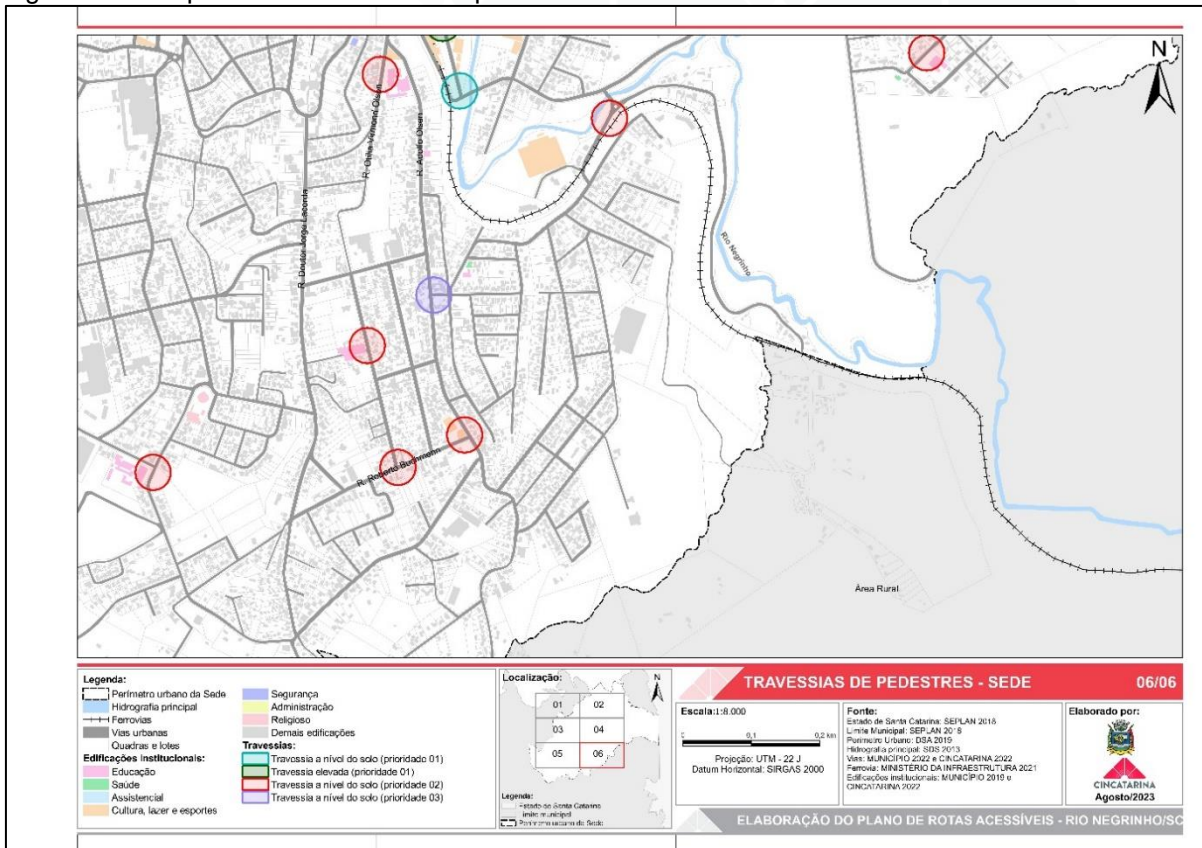 N
R. Otilia Virmond Olsen
R. Adolfo Olsen
R. Doutor Jorge Lacerda
Rio Negrinho
R. Roberto Buchmann
Área Rural
Legenda:
Perímetro urbano da Sede
Hidrografia principal
Ferrovias
Vias urbanas
Quadras e lotes
Edificações Institucionais:
Educação
Saúde
Assistencial
Cultura, lazer e esportes
Segurança
Administração
Religioso
Demais edificações
Travessias:
Travessia a nível do solo (prioridade 01)
Travessia elevada (prioridade 01)
Travessia a nível do solo (prioridade 02)
Travessia a nível do solo (prioridade 03)
Localização:
N
01 02
03 04
05 06
Legenda:
Estado de Santa Catarina
Limite municipal
Perímetro urbano da Sede
TRAVESSIAS DE PEDESTRES - SEDE 06/06
Escala:1:8.000
0 0,1 0,2 km
Projeção: UTM - 22 J
Datum Horizontal: SIRGAS 2000
Fonte:
Estado de Santa Catarina: SEPLAN 2018
Limite Municipal: SEPLAN 2018
Perímetro Urbano: DSA 2019
Hidrografia principal: SDS 2013
Vias: MUNICÍPIO 2022 e CINCATARINA 2022
Ferrovia: MINISTÉRIO DA INFRAESTRUTURA 2021
Edificações institucionais: MUNICÍPIO 2019 e
CINCATARINA 2022
Elaborado por:
CINCATARINA
Agosto/2023
ELABORAÇÃO DO PLANO DE ROTAS ACESSÍVEIS - RIO NEGRINHO/SC